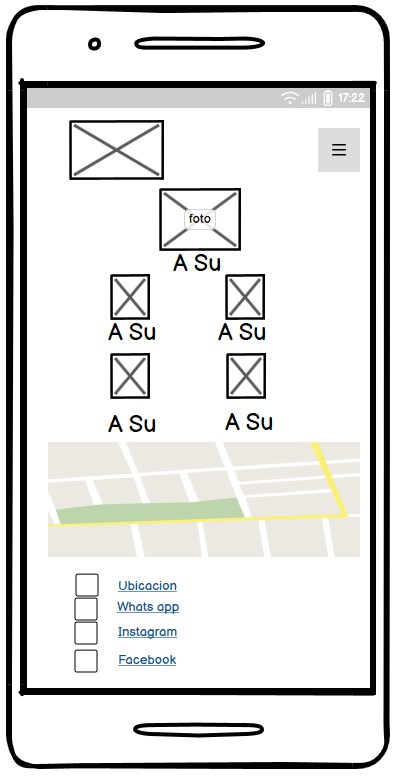 17:22
foto
A Su
A Su A Su
A Su A Su
Ubicacion
Whats app
Instagram
Facebook